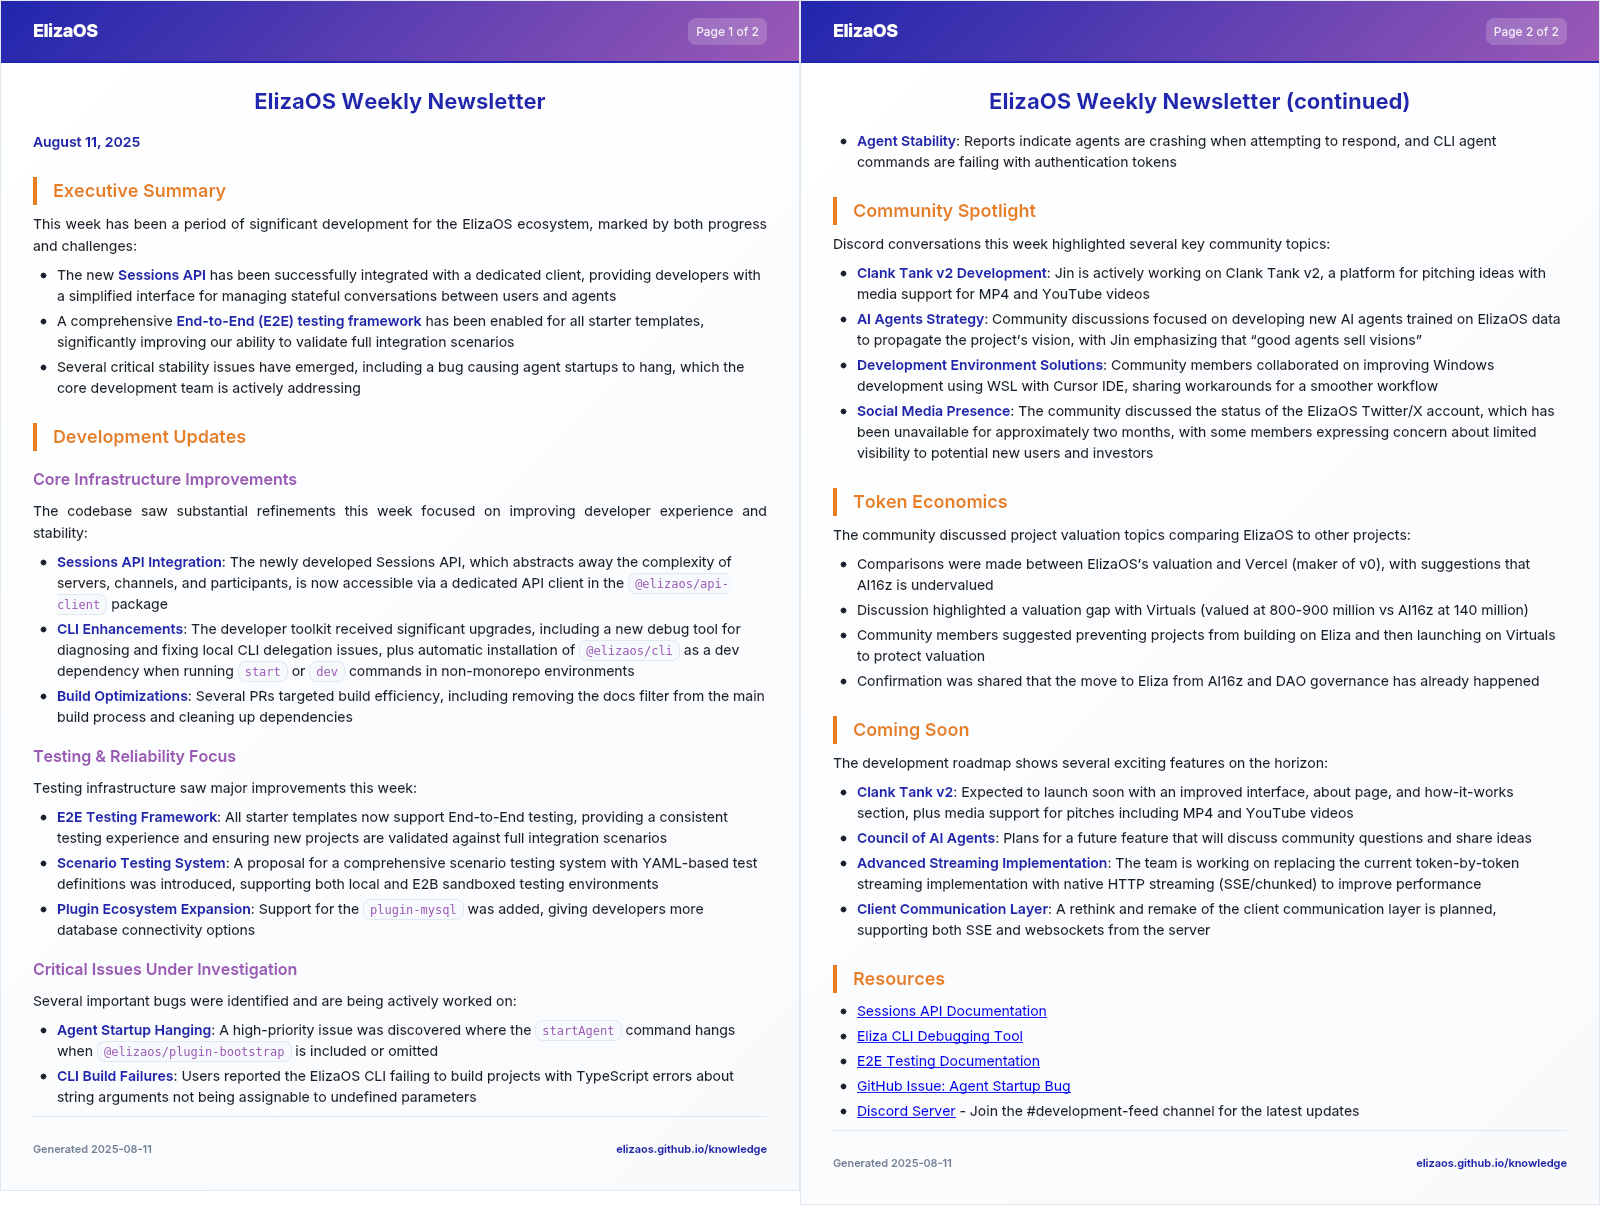 ElizaOS
Page 1 of 2
ElizaOS Weekly Newsletter
August 11, 2025
Executive Summary
This week has been a period of significant development for the ElizaOS ecosystem, marked by both progress
and challenges:
• The new Sessions API has been successfully integrated with a dedicated client, providing developers with
a simplified interface for managing stateful conversations between users and agents
• A comprehensive End-to-End (E2E) testing framework has been enabled for all starter templates,
significantly improving our ability to validate full integration scenarios
• Several critical stability issues have emerged, including a bug causing agent startups to hang, which the
core development team is actively addressing
Development Updates
Core Infrastructure Improvements
The codebase saw substantial refinements this week focused on improving developer experience and
stability:
• Sessions API Integration: The newly developed Sessions API, which abstracts away the complexity of
servers, channels, and participants, is now accessible via a dedicated API client in the @elizaos/api-
client package
• CLI Enhancements: The developer toolkit received significant upgrades, including a new debug tool for
diagnosing and fixing local CLI delegation issues, plus automatic installation of @elizaos/cli as a dev
dependency when running start or dev commands in non-monorepo environments
• Build Optimizations: Several PRs targeted build efficiency, including removing the docs filter from the main
build process and cleaning up dependencies
Testing & Reliability Focus
Testing infrastructure saw major improvements this week:
• E2E Testing Framework: All starter templates now support End-to-End testing, providing a consistent
testing experience and ensuring new projects are validated against full integration scenarios
• Scenario Testing System: A proposal for a comprehensive scenario testing system with YAML-based test
definitions was introduced, supporting both local and E2B sandboxed testing environments
• Plugin Ecosystem Expansion: Support for the plugin-mysql was added, giving developers more
database connectivity options
Critical Issues Under Investigation
Several important bugs were identified and are being actively worked on:
• Agent Startup Hanging: A high-priority issue was discovered where the startAgent command hangs
when @elizaos/plugin-bootstrap is included or omitted
• CLI Build Failures: Users reported the ElizaOS CLI failing to build projects with TypeScript errors about
string arguments not being assignable to undefined parameters
Generated 2025-08-11
elizaos.github.io/knowledge
ElizaOS
Page 2 of 2
ElizaOS Weekly Newsletter (continued)
• Agent Stability: Reports indicate agents are crashing when attempting to respond, and CLI agent
commands are failing with authentication tokens
Community Spotlight
Discord conversations this week highlighted several key community topics:
• Clank Tank v2 Development: Jin is actively working on Clank Tank v2, a platform for pitching ideas with
media support for MP4 and YouTube videos
• AI Agents Strategy: Community discussions focused on developing new AI agents trained on ElizaOS data
to propagate the project’s vision, with Jin emphasizing that “good agents sell visions”
• Development Environment Solutions: Community members collaborated on improving Windows
development using WSL with Cursor IDE, sharing workarounds for a smoother workflow
• Social Media Presence: The community discussed the status of the ElizaOS Twitter/X account, which has
been unavailable for approximately two months, with some members expressing concern about limited
visibility to potential new users and investors
Token Economics
The community discussed project valuation topics comparing ElizaOS to other projects:
• Comparisons were made between ElizaOS’s valuation and Vercel (maker of v0), with suggestions that
AI16z is undervalued
• Discussion highlighted a valuation gap with Virtuals (valued at 800-900 million vs AI16z at 140 million)
• Community members suggested preventing projects from building on Eliza and then launching on Virtuals
to protect valuation
• Confirmation was shared that the move to Eliza from AI16z and DAO governance has already happened
Coming Soon
The development roadmap shows several exciting features on the horizon:
• Clank Tank v2: Expected to launch soon with an improved interface, about page, and how-it-works
section, plus media support for pitches including MP4 and YouTube videos
• Council of AI Agents: Plans for a future feature that will discuss community questions and share ideas
• Advanced Streaming Implementation: The team is working on replacing the current token-by-token
streaming implementation with native HTTP streaming (SSE/chunked) to improve performance
• Client Communication Layer: A rethink and remake of the client communication layer is planned,
supporting both SSE and websockets from the server
Resources
• Sessions API Documentation
• Eliza CLI Debugging Tool
• E2E Testing Documentation
• GitHub Issue: Agent Startup Bug
• Discord Server - Join the #development-feed channel for the latest updates
Generated 2025-08-11
elizaos.github.io/knowledge